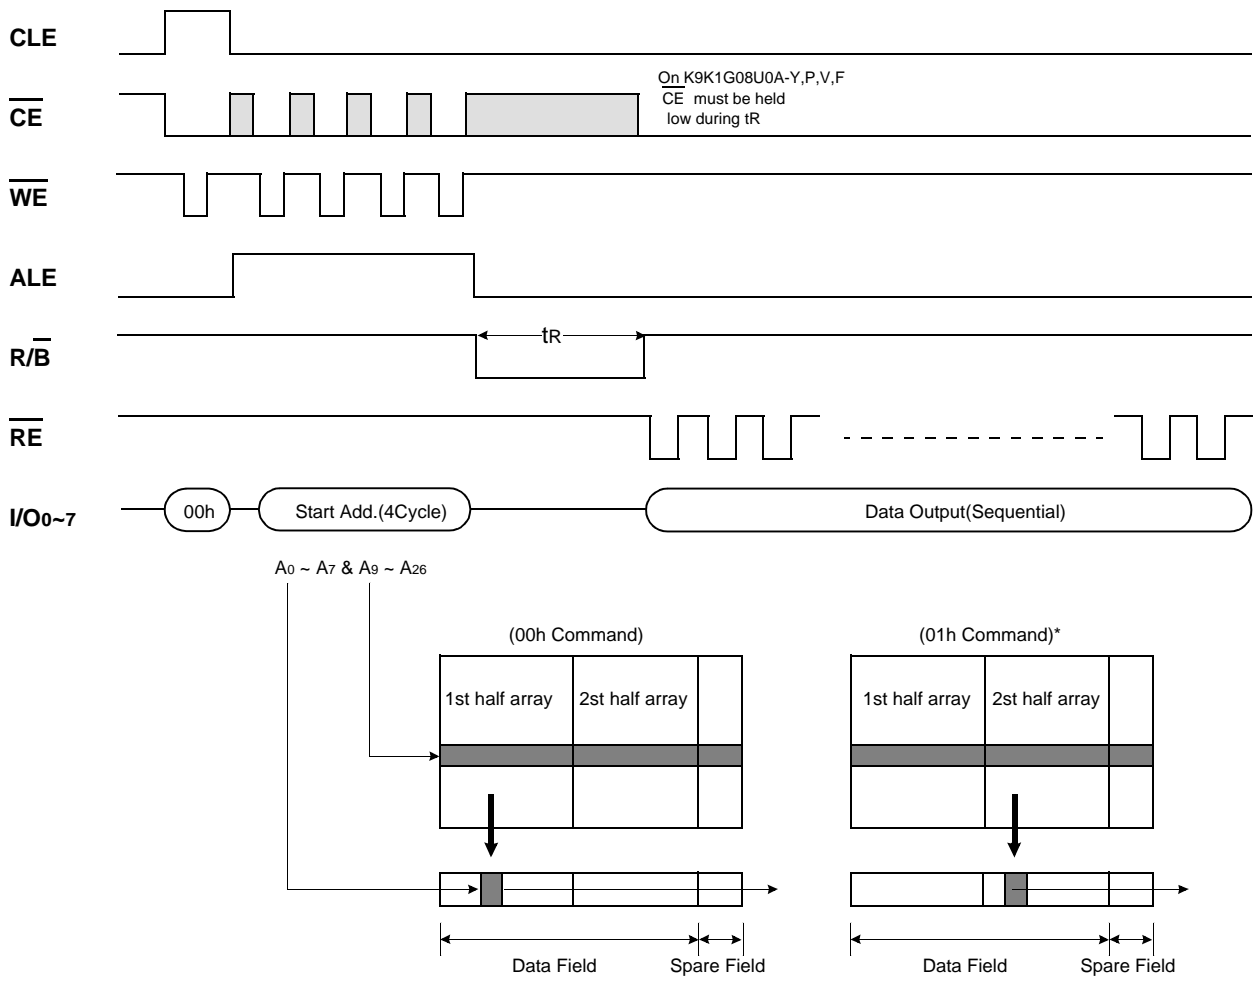 CLE
On K9K1G08U0A-Y,P,V,F
CE must be held
low during tR
CE
WE
ALE
tR
R/B
RE
I/O0~7
00h
Start Add.(4Cycle)
Data Output(Sequential)
A0 ~ A7 & A9 ~ A26
(00h Command)
(01h Command)*
1st half array
2st half array
1st half array
2st half array
Data Field
Spare Field
Data Field
Spare Field